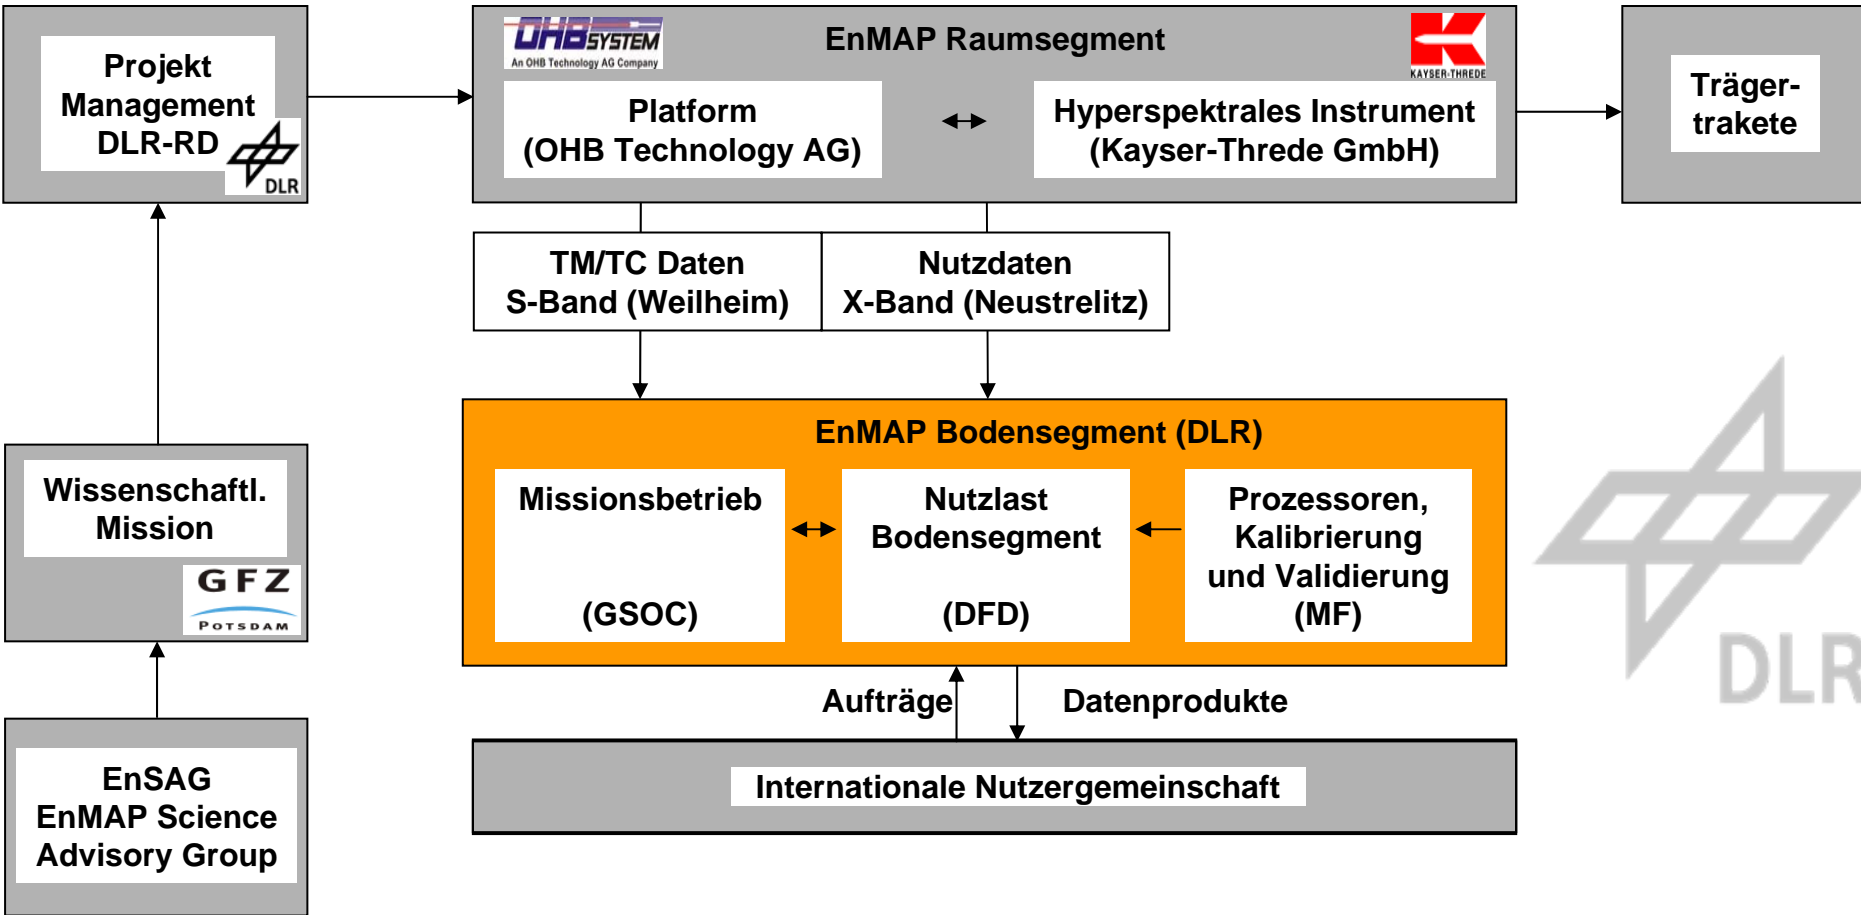 Projekt
Management
DLR-RD
DLR
OHB SYSTEM
An OHB Technology AG Company
EnMAP Raumsegment
KAYSER-THREDE
Platform
(OHB Technology AG)
Hyperspektrales Instrument
(Kayser-Threde GmbH)
Träger-
trakete
TM/TC Daten
S-Band (Weilheim)
Nutzdaten
X-Band (Neustrelitz)
EnMAP Bodensegment (DLR)
Missionsbetrieb
(GSOC)
Nutzlast
Bodensegment
(DFD)
Prozessoren,
Kalibrierung
und Validierung
(MF)
Wissenschaftl.
Mission
GFZ
POTSDAM
Aufträge
Datenprodukte
Internationale Nutzergemeinschaft
EnSAG
EnMAP Science
Advisory Group
DLR